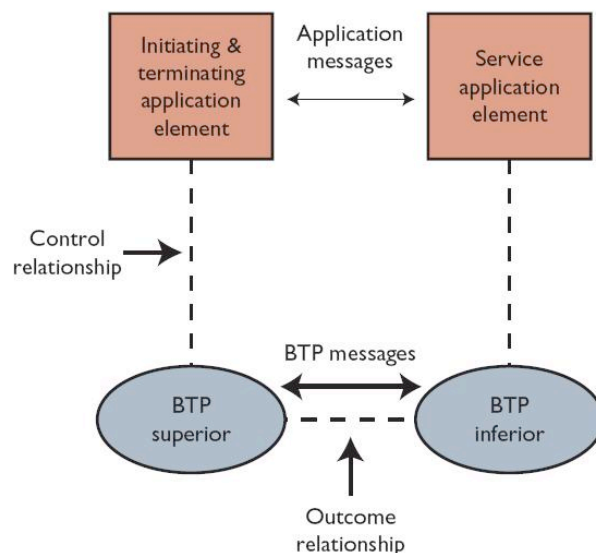 Initiating &
terminating
application
element
Application
messages
Service
application
element
Control
relationship
BTP messages
BTP
superior
BTP
inferior
Outcome
relationship